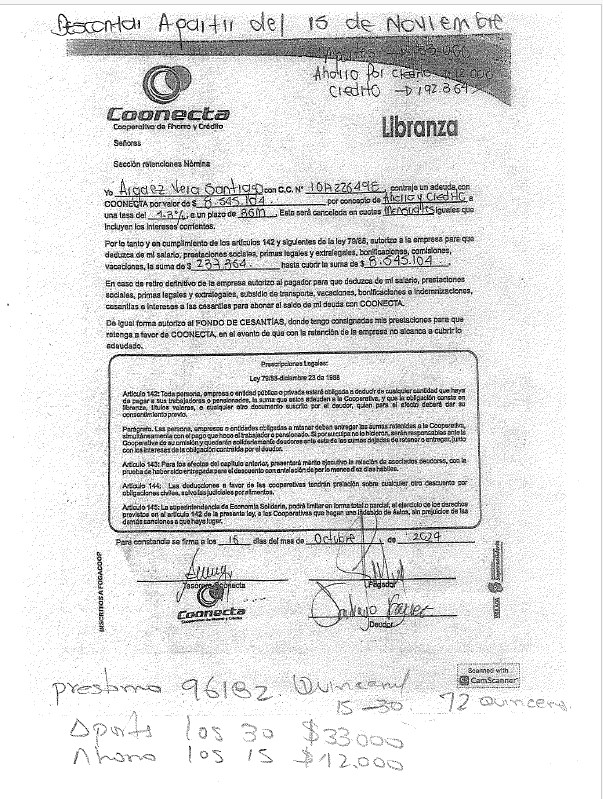 Descontar Apartir del 15 de Noviembre
Ahorro por Credito → 12.000
Credito → 192.364
Coonecta
Cooperativa de Ahorro y Crédito
Libranza
Señores
Sección retenciones Nómina
Yo Argaez Vera Santiago con C.C. N° contraje un adeuda con
COONECTA por valor de $ 8.545.104 por concepto de Ahorro y Credito a
una tasa del 1.3% a un plazo de 36M. Esta será cancelada en cuotas Mensuales iguales que
incluyen los intereses corrientes.
Por lo tanto y en cumplimiento de los artículos 142 y siguientes de la ley 79/88, autorizo a la empresa para que
deduzca de mi salario, prestaciones sociales, primas legales y extralegales, bonificaciones, comisiones,
vacaciones, la suma de $ 237.364 hasta cubrir la suma de $ 8.545.104
En caso de retiro definitivo de la empresa autorizo al pagador para que deduzca de mi salario, prestaciones
sociales, primas legales y extralegales, subsidio de transporte, vacaciones, bonificaciones e indemnizaciones,
cesantías e intereses de cesantías para abonar al saldo de mi deuda con COONECTA.
De igual forma autorizo al FONDO DE CESANTÍAS, donde tengo consignadas mis prestaciones para que
retenga a favor de COONECTA, en el evento de que con la retención de la empresa no alcance a cubrir lo
adeudado.
Prescripciones Legales:
Ley 79/88-diciembre 23 de 1988
Artículo 142: Toda persona, empresa o entidad pública o privada estará obligada a deducir de cualquier cantidad que haya
de pagar a sus trabajadores o pensionados, la suma que estos adeuden a la Cooperativa, y que la obligación conste en
libranza, títulos valores, o cualquier otro documento suscrito por el deudor, quien para el efecto deberá dar su
consentimiento previo.
Parágrafo. Las personas, empresas o entidades obligadas a retener deben entregar las sumas retenidas a la Cooperativa,
simultáneamente con el pago que hace el trabajador o pensionado. Si por su culpa no lo hicieran, serán responsables ante la
Cooperativa de su omisión y quedarán solidariamente deudores ante esta de las sumas dejadas de retener o entregar, junto
con los intereses de la obligación contraída por el deudor.
Artículo 143: Para los efectos del capítulo anterior, presentará mérito ejecutivo la relación de asociados deudores, con la
prueba de haber sido entregada para el descuento con antelación de por lo menos diez días hábiles.
Artículo 144: Las deducciones a favor de las cooperativas tendrán prelación sobre cualquier otro descuento por
obligaciones civiles, salvo las judiciales por alimentos.
Artículo 145: La superintendencia de Economía Solidaria, podrá limitar en forma total o parcial, el ejercicio de los derechos
previstos en el artículo 142 de la presente ley, a las Cooperativas que hagan uso indebido de éstos, sin perjuicios de las
demás sanciones a que haya lugar.
Para constancia se firma a los 16 días del mes de Octubre de 2024
Tesorero Coonecta
Pagador
Coonecta
Cooperativa de Ahorro y Crédito
Deudor
INSCRITOS A FOGACOOP
VIGILADA Supersolidaria
Scanned with
CamScanner
prestamo 96182. Quincenal
15-30. 72 quincenas
Aporte los 30 $33.000
Ahorro los 15 $12.000